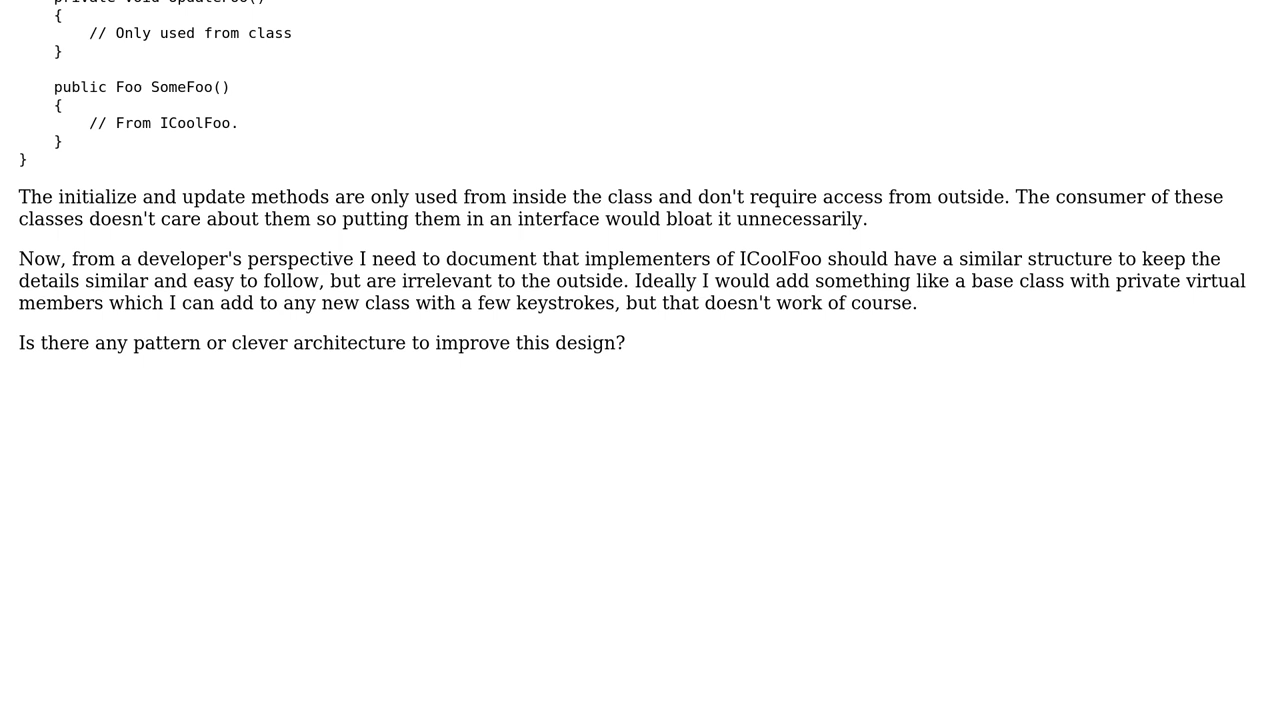 {
// Only used from class
}
public Foo SomeFoo()
{
// From ICoolFoo.
}
}
The initialize and update methods are only used from inside the class and don't require access from outside. The consumer of these
classes doesn't care about them so putting them in an interface would bloat it unnecessarily.
Now, from a developer's perspective I need to document that implementers of ICoolFoo should have a similar structure to keep the
details similar and easy to follow, but are irrelevant to the outside. Ideally I would add something like a base class with private virtual
members which I can add to any new class with a few keystrokes, but that doesn't work of course.
Is there any pattern or clever architecture to improve this design?